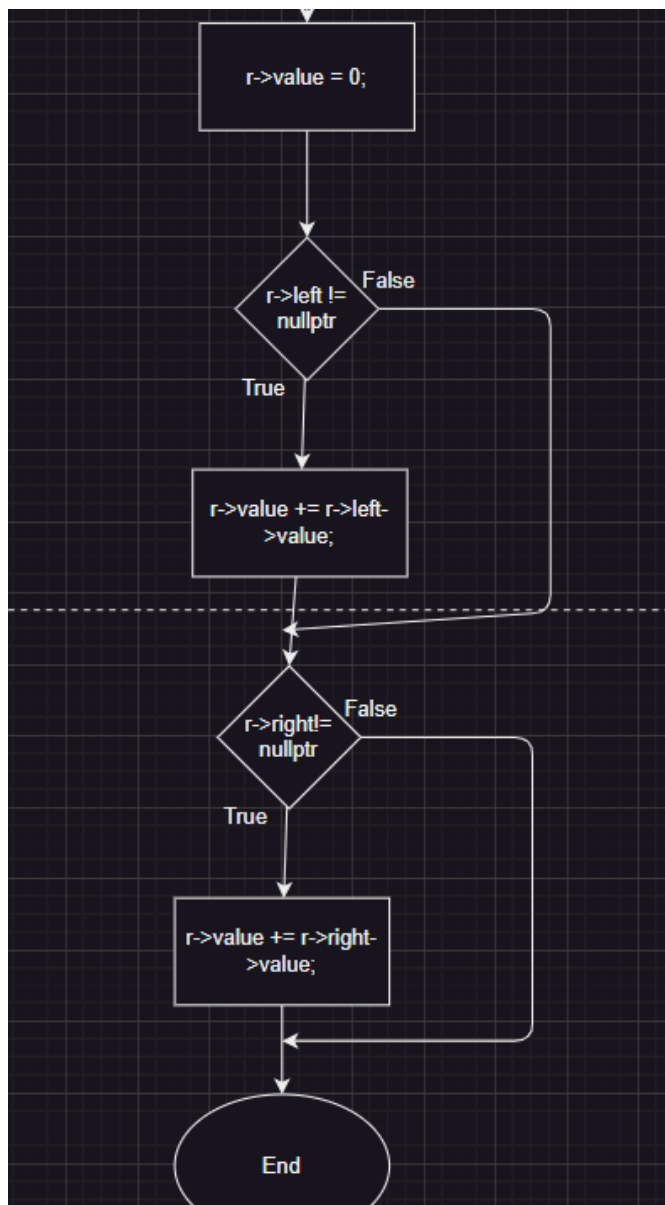 r->value = 0;
r->left !=
nullptr
False
True
r->value += r->left-
>value;
r->right!=
nullptr
False
True
r->value += r->right-
>value;
End